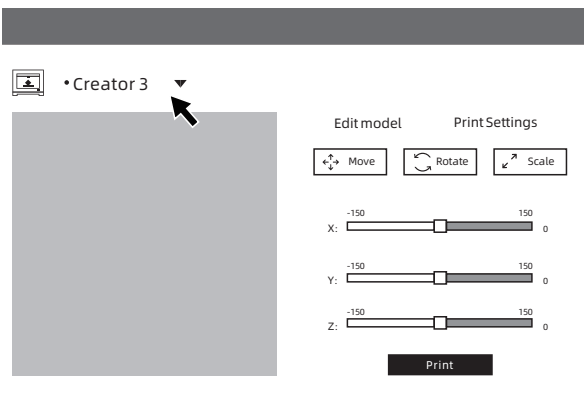 • Creator 3
Edit model Print Settings
Move Rotate Scale
-150 150
X: 0
-150 150
Y: 0
-150 150
Z: 0
Print